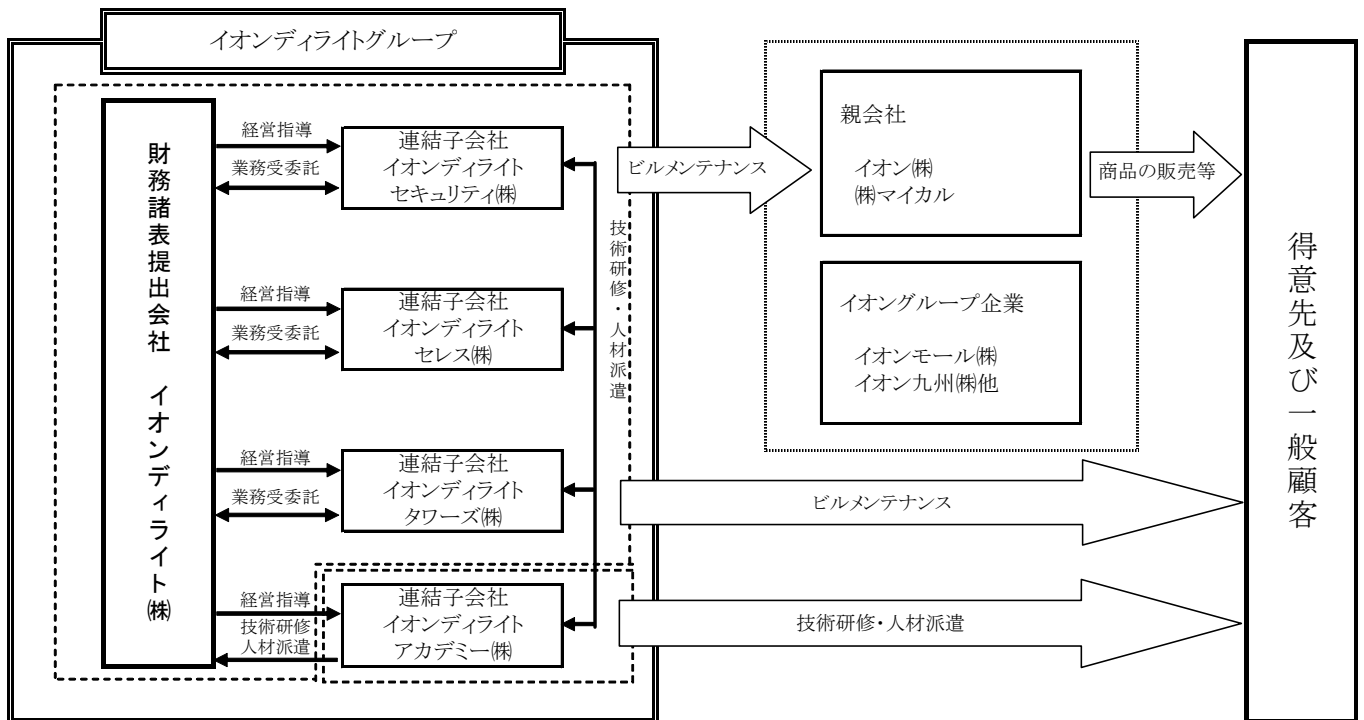 イオンディライトグループ
財務諸表提出会社　イオンディライト㈱
経営指導
業務受委託
連結子会社
イオンディライト
セキュリティ㈱
経営指導
業務受委託
連結子会社
イオンディライト
セレス㈱
経営指導
業務受委託
連結子会社
イオンディライト
タワーズ㈱
経営指導
技術研修
人材派遣
連結子会社
イオンディライト
アカデミー㈱
技術研修・人材派遣
ビルメンテナンス
親会社
イオン㈱
㈱マイカル
イオングループ企業
イオンモール㈱
イオン九州㈱他
商品の販売等
ビルメンテナンス
技術研修・人材派遣
得意先及び一般顧客